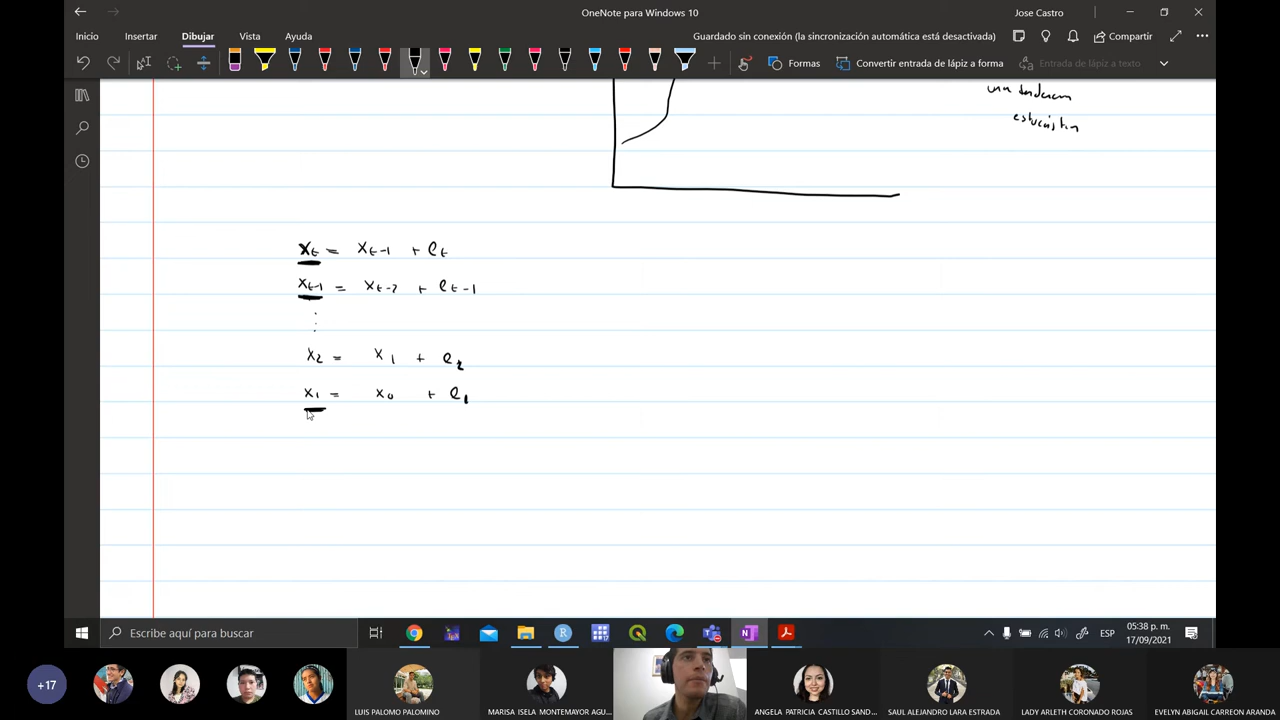 OneNote para Windows 10
Jose Castro
Inicio
Insertar
Dibujar
Vista
Ayuda
Guardado sin conexión (la sincronización automática está desactivada)
Compartir
Formas
Convertir entrada de lápiz a forma
Entrada de lápiz a texto
una
xt = xt-1 + et
xt-1 = xt-2 + et-1
⋮
x2 = x1 + e2
x1 = x0 + e1
Escribe aquí para buscar
17
ESP
05:38 p. m.
17/09/2021
+17
LUIS PALOMO PALOMINO
MARISA ISELA MONTEMAYOR AGU...
ANGELA PATRICIA CASTILLO SAND...
SAUL ALEJANDRO LARA ESTRADA
LADY ARLETH CORONADO ROJAS
EVELYN ABIGAIL CARREON ARANDA